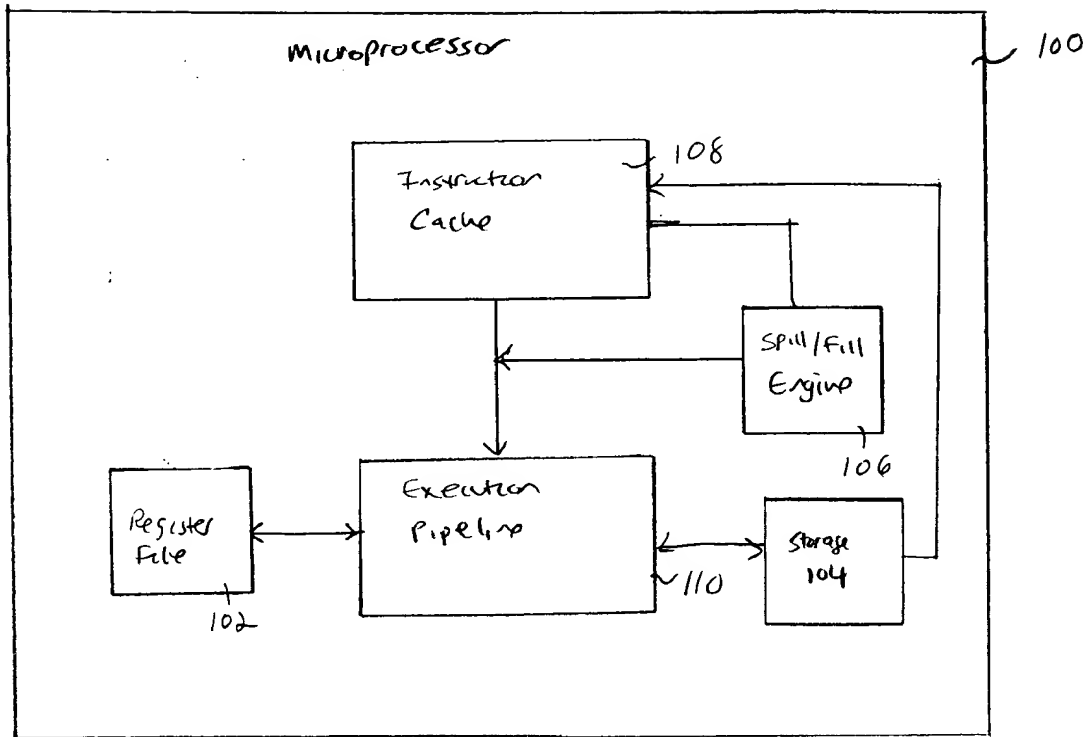 Microprocessor
100
108
Instruction
Cache
Spill/Fill
Engine
106
Execution
Pipeline
110
Register
File
102
Storage
104